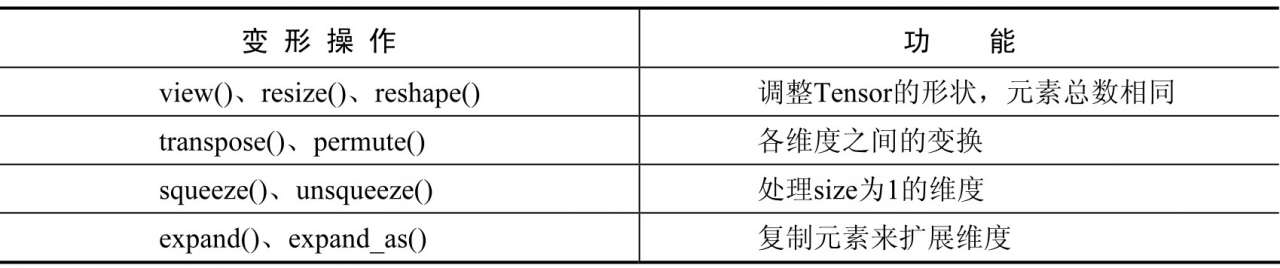 变形操作 功能
view()、resize()、reshape() 调整Tensor的形状，元素总数相同
transpose()、permute() 各维度之间的变换
squeeze()、unsqueeze() 处理size为1的维度
expand()、expand_as() 复制元素来扩展维度